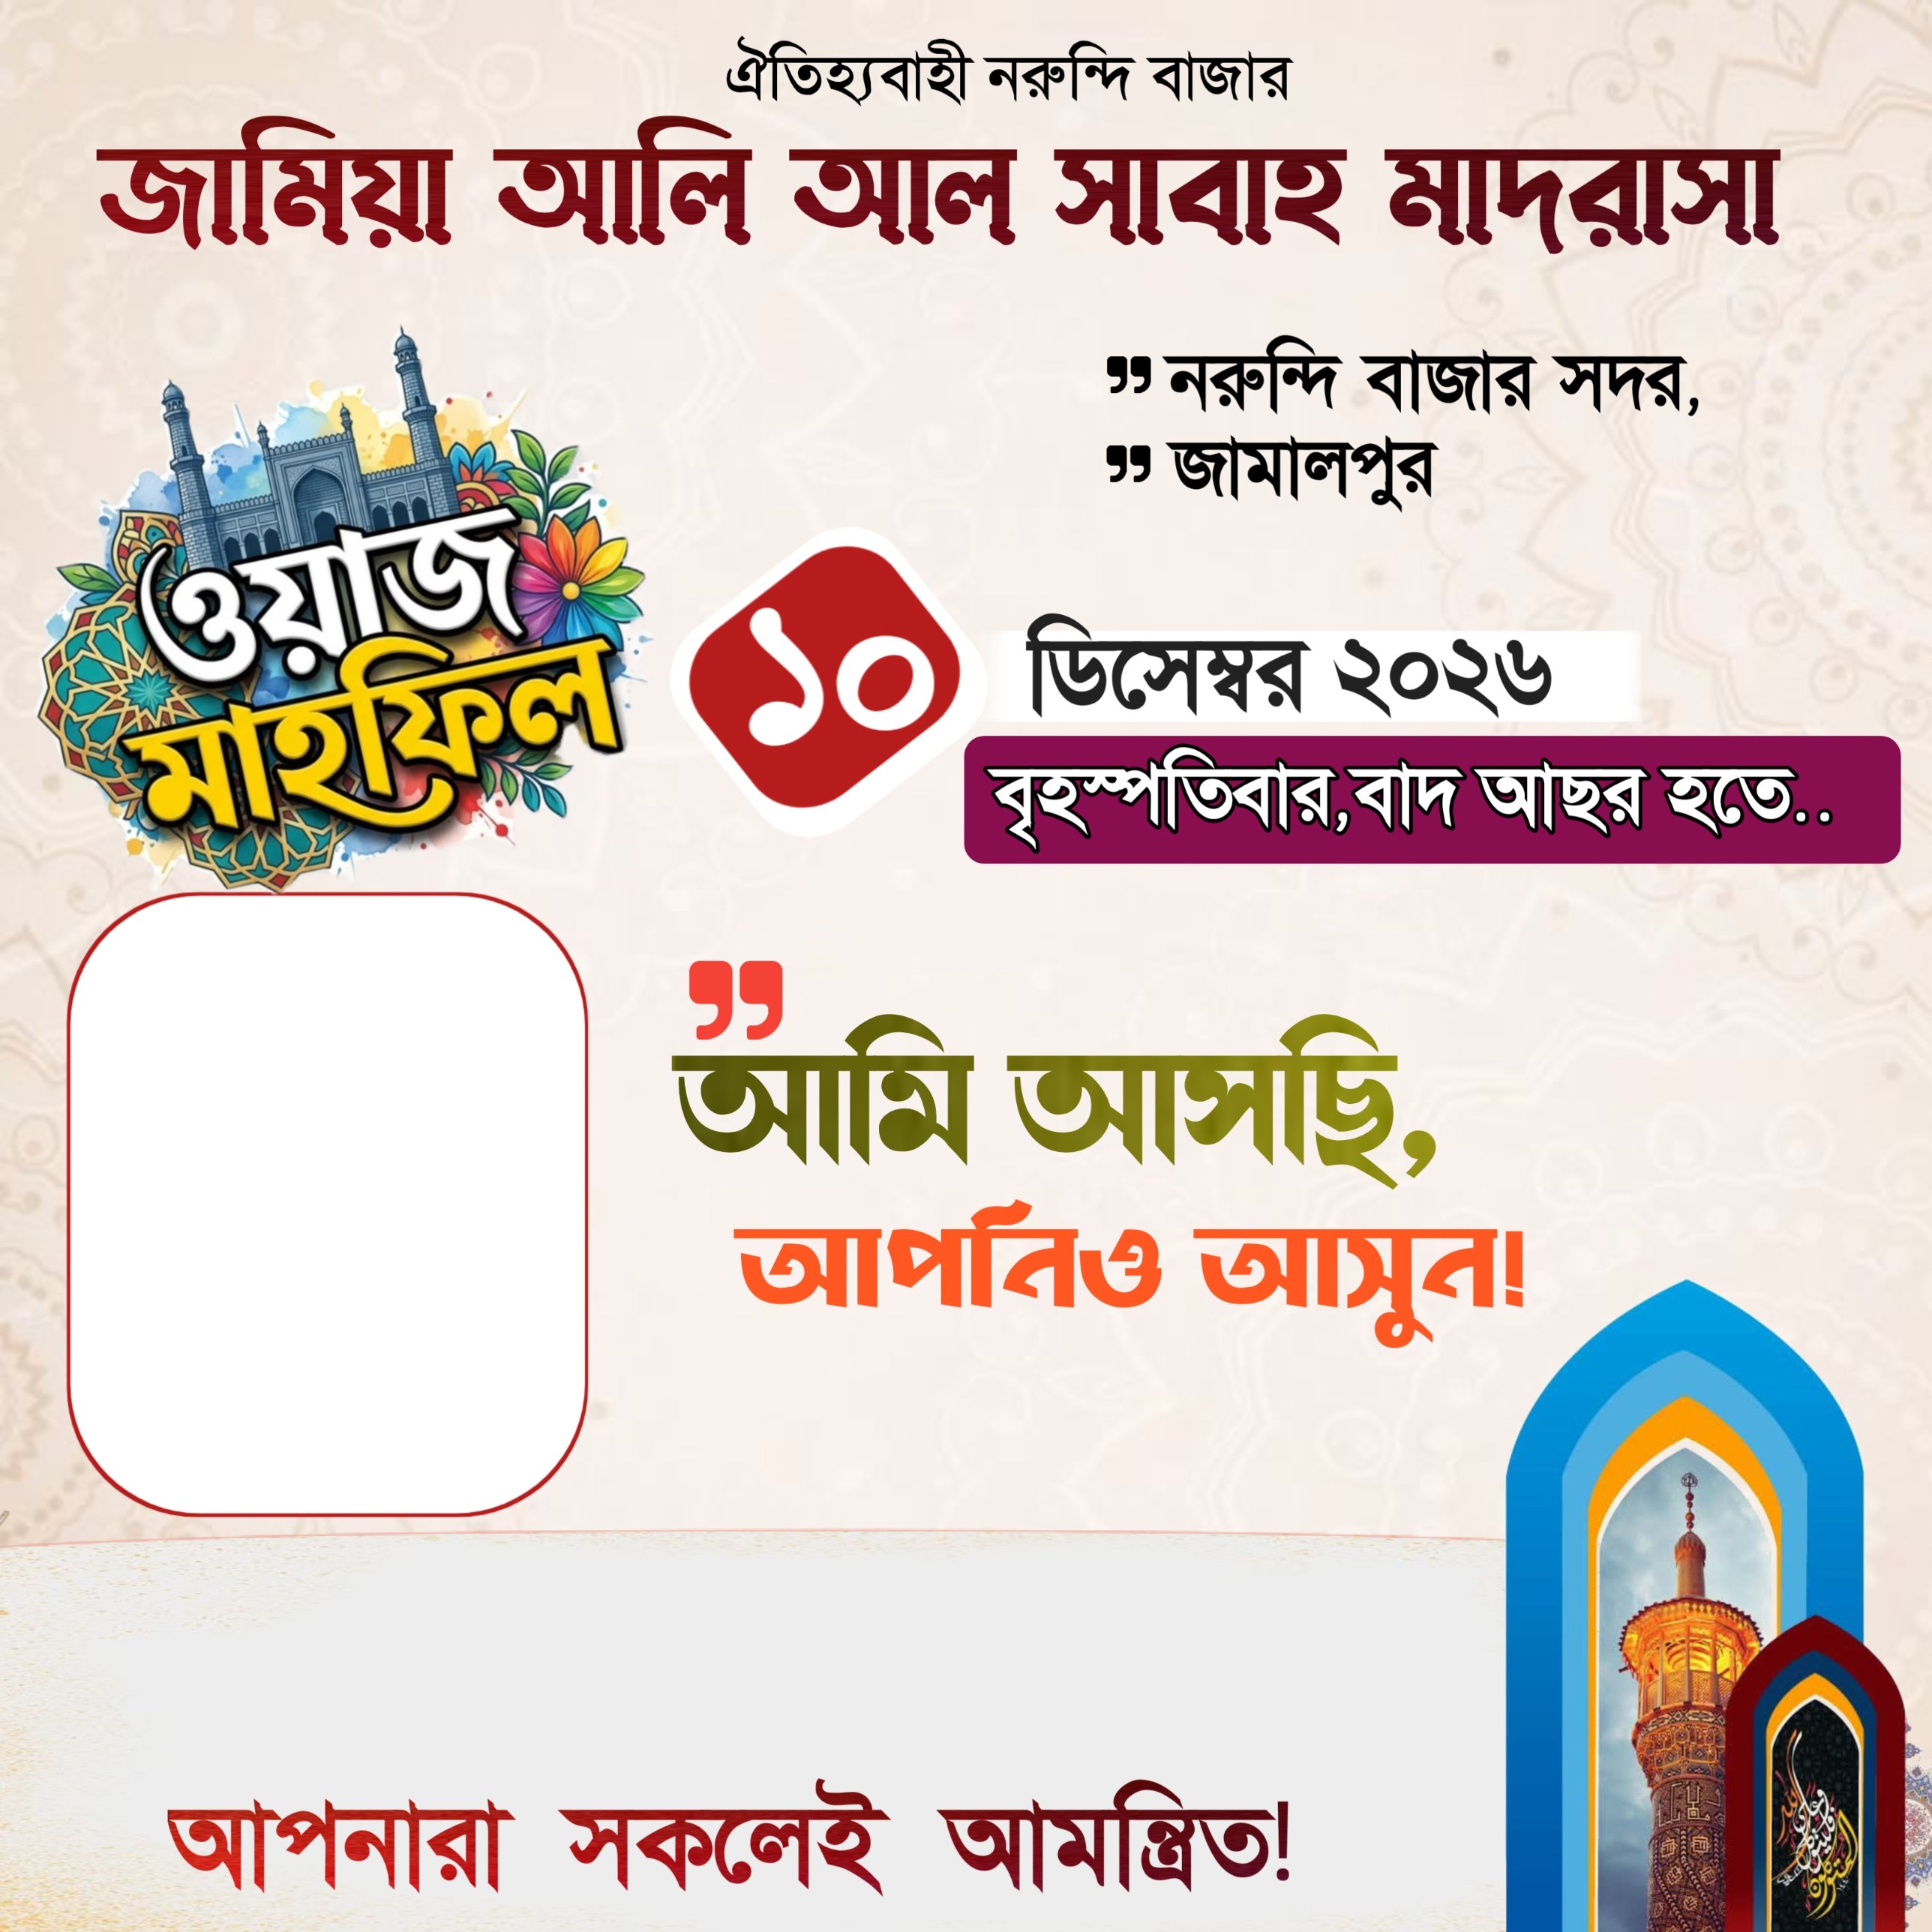 ঐতিহ্যবাহী নরুন্দি বাজার
জামিয়া আলি আল সাবাহ মাদরাসা
” নরুন্দি বাজার সদর,
” জামালপুর
ওয়াজ
মাহফিল
১০
ডিসেম্বর ২০২৬
বৃহস্পতিবার,বাদ আছর হতে..
”
আমি আসছি,
আপনিও আসুন!
আপনারা সকলেই আমন্ত্রিত!